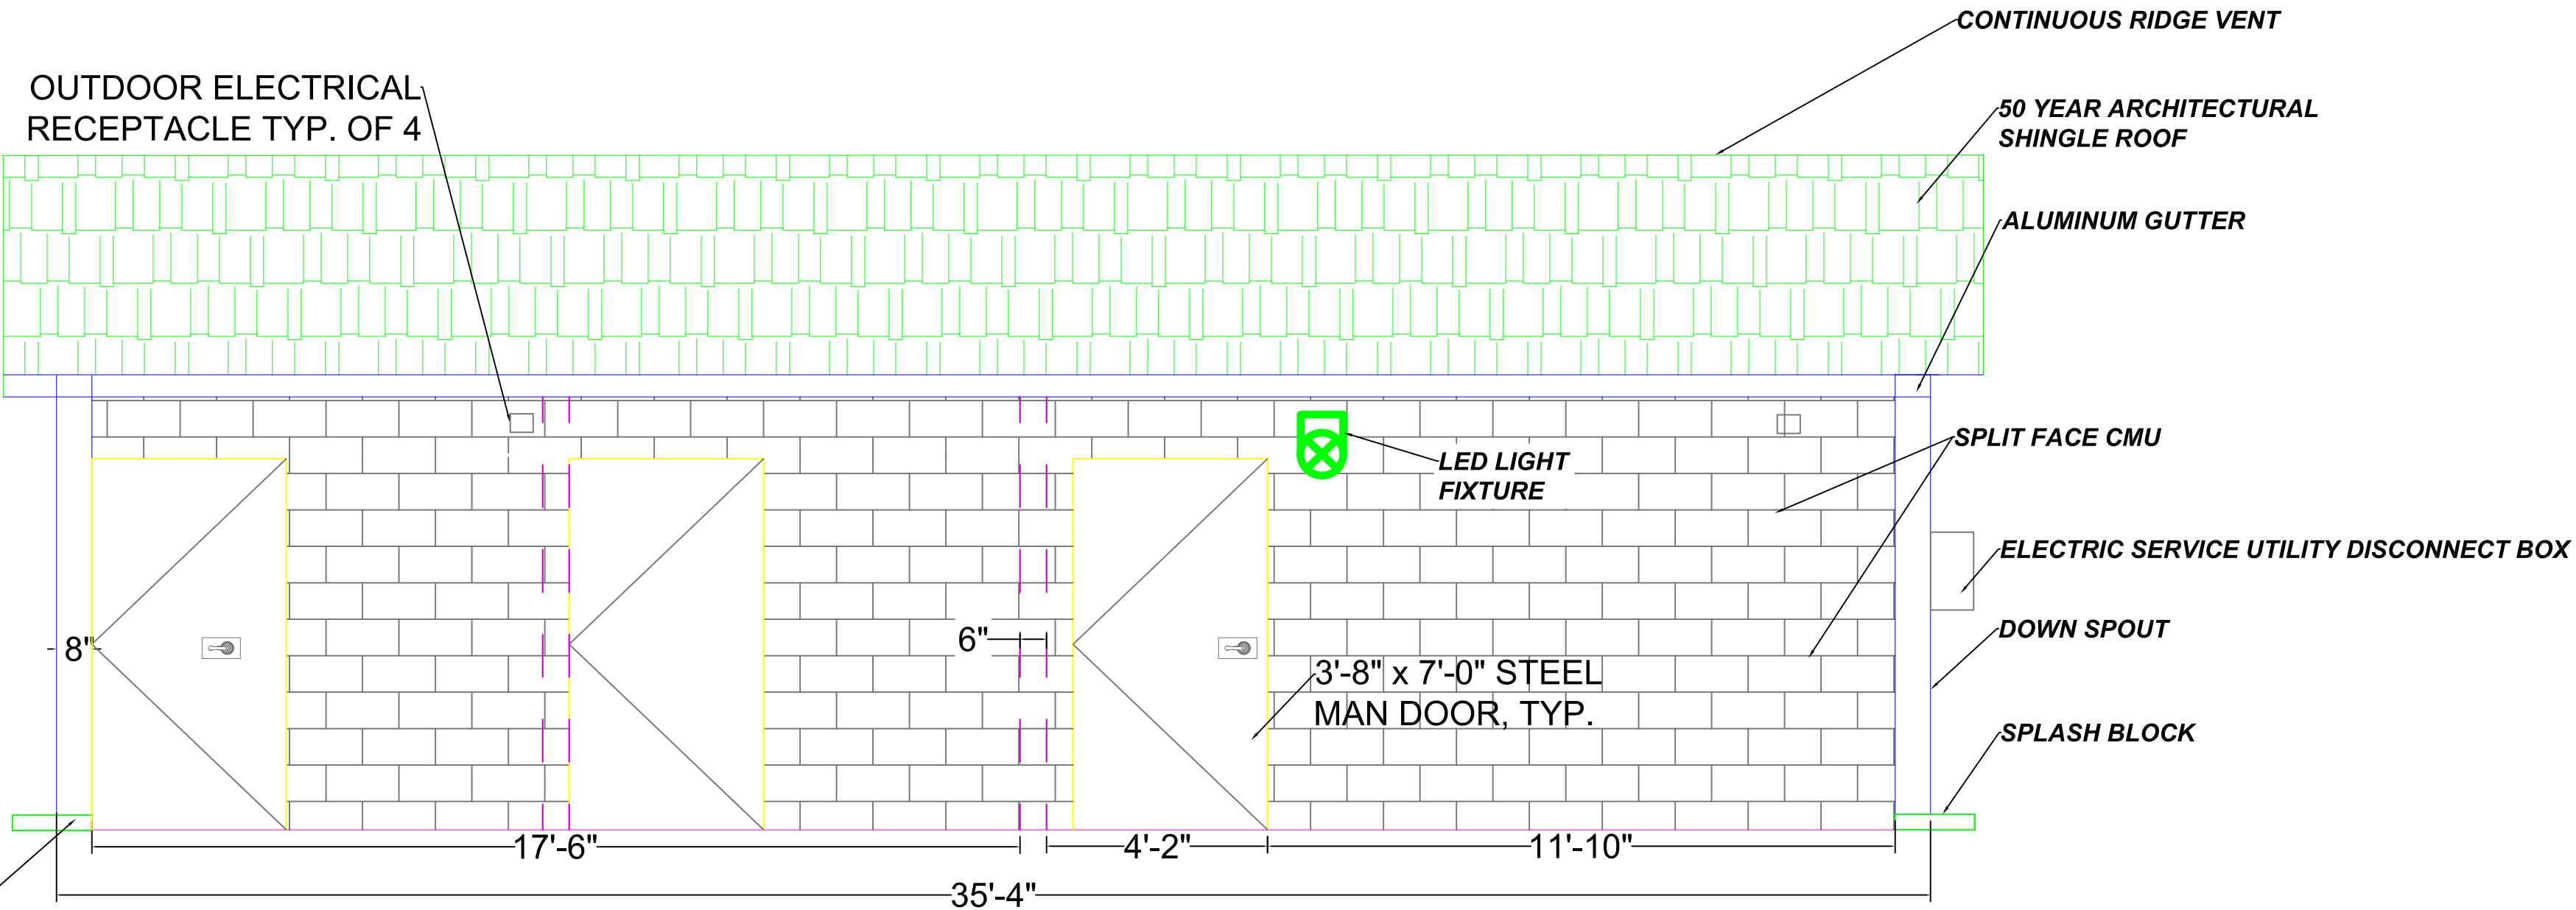 CONTINUOUS RIDGE VENT
OUTDOOR ELECTRICAL
RECEPTACLE TYP. OF 4
50 YEAR ARCHITECTURAL
SHINGLE ROOF
ALUMINUM GUTTER
SPLIT FACE CMU
LED LIGHT
FIXTURE
ELECTRIC SERVICE UTILITY DISCONNECT BOX
DOWN SPOUT
8"
6"
3'-8" x 7'-0" STEEL
MAN DOOR, TYP.
SPLASH BLOCK
17'-6"
4'-2"
11'-10"
35'-4"